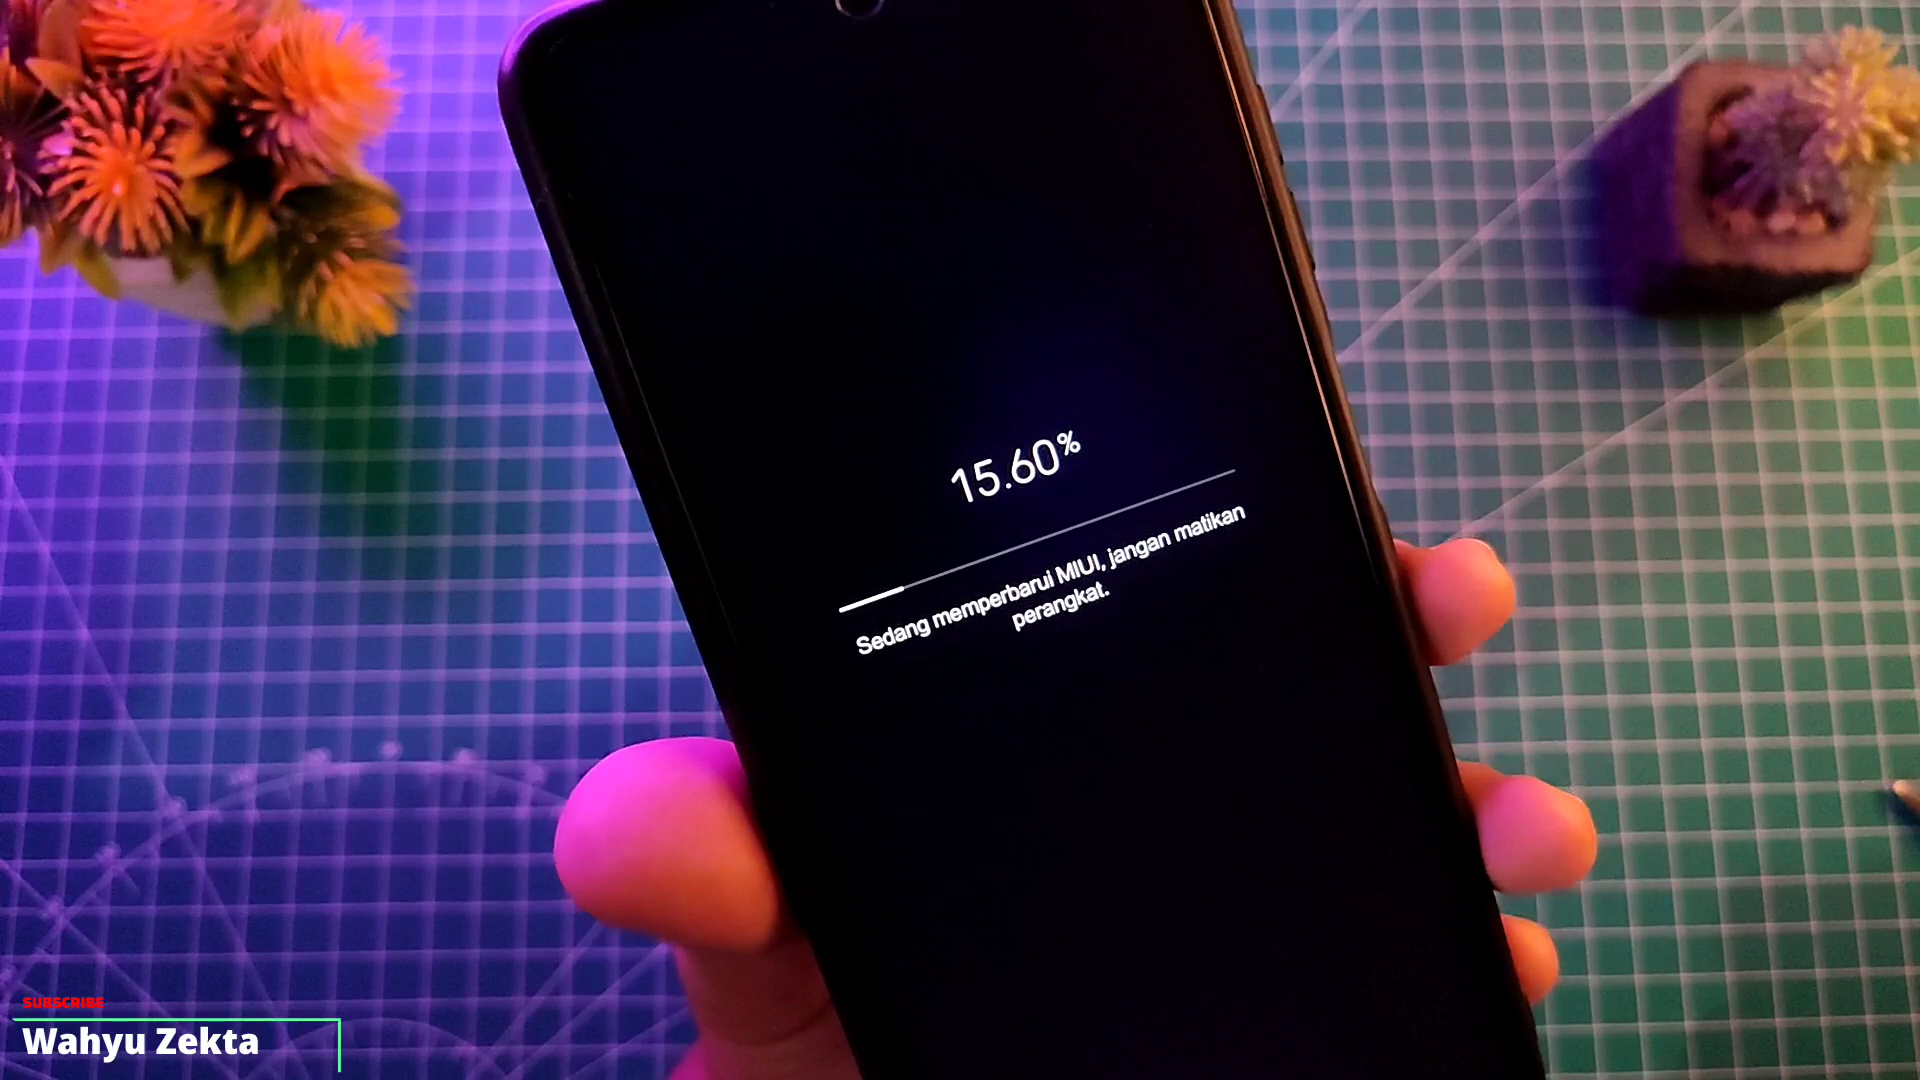 15.60%
Sedang memperbarui MIUI, jangan matikan
perangkat.
SUBSCRIBE
Wahyu Zekta